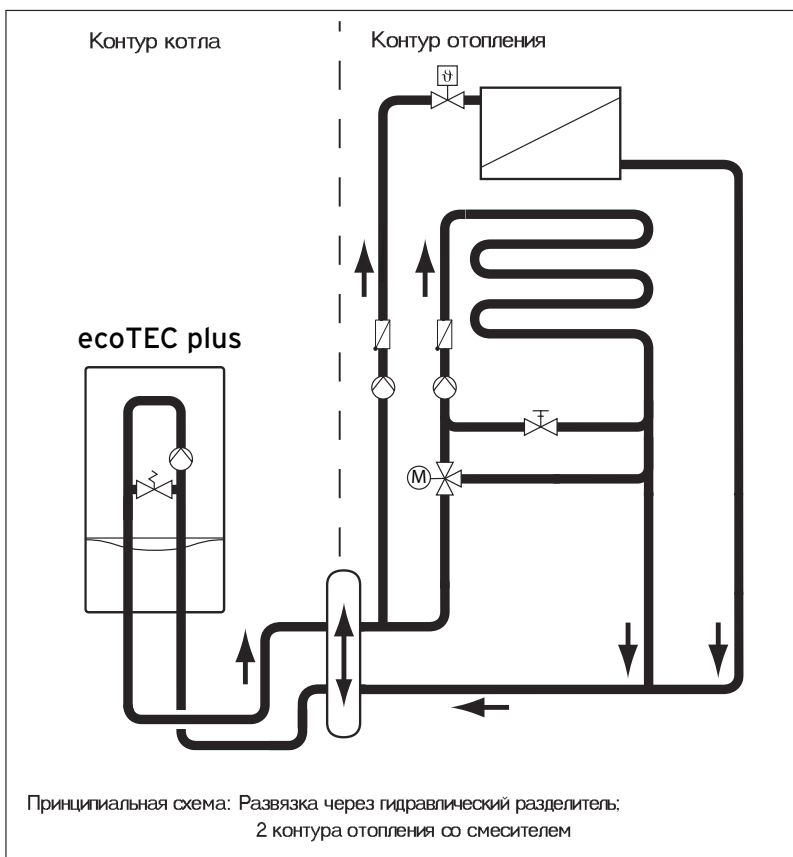 Контур котла
Контур отопления
ϑ
ecoTEC plus
M
Принципиальная схема: Развязка через гидравлический разделитель;
2 контура отопления со смесителем